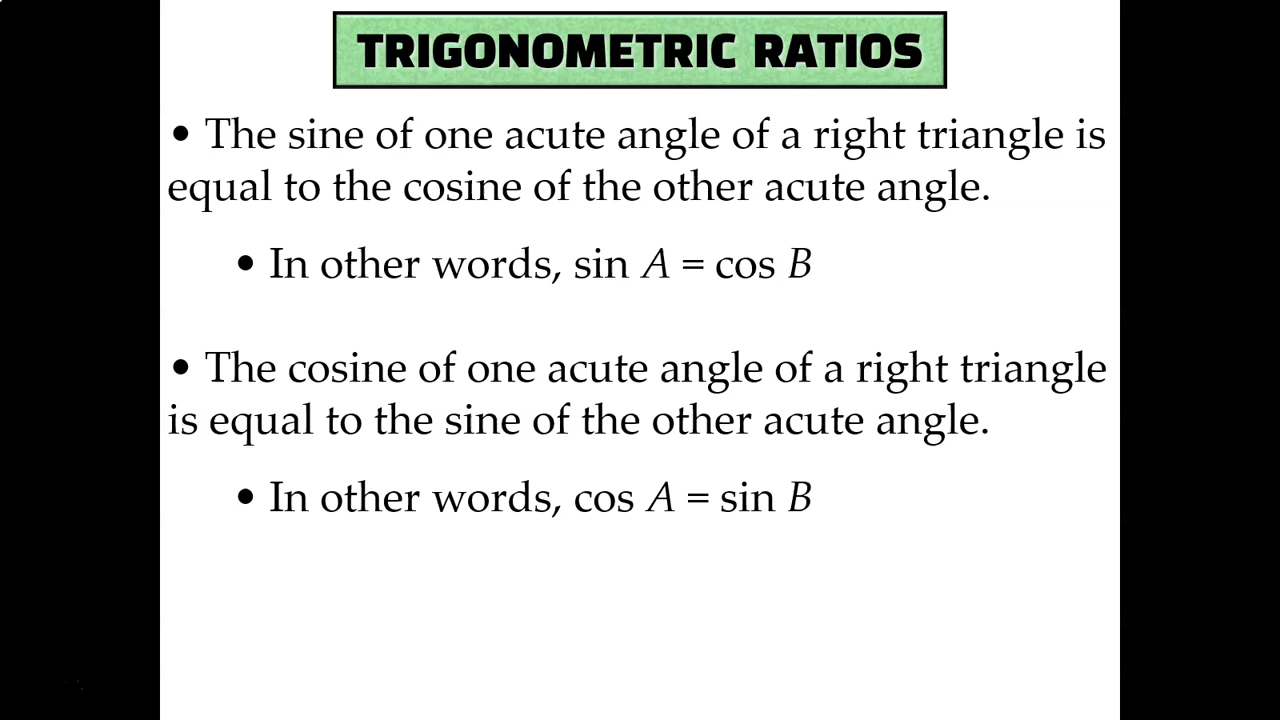 TRIGONOMETRIC RATIOS
• The sine of one acute angle of a right triangle is
equal to the cosine of the other acute angle.
• In other words, sin A = cos B
• The cosine of one acute angle of a right triangle
is equal to the sine of the other acute angle.
• In other words, cos A = sin B